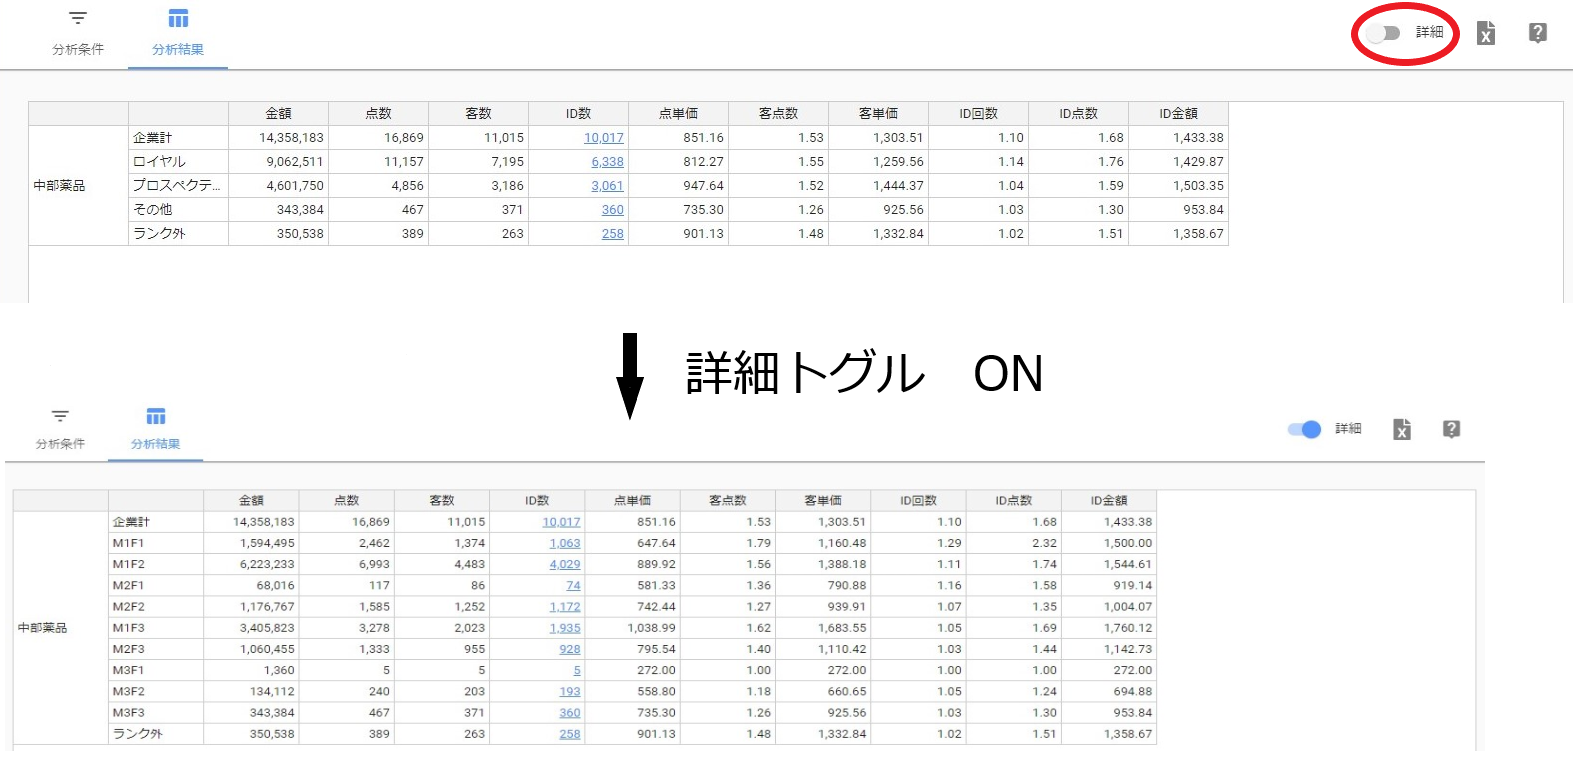 分析条件 分析結果 詳細
金額 点数 客数 ID数 点単価 客点数 客単価 ID回数 ID点数 ID金額
企業計 14,358,183 16,869 11,015 10,017 851.16 1.53 1,303.51 1.10 1.68 1,433.38
ロイヤル 9,062,511 11,157 7,195 6,338 812.27 1.55 1,259.56 1.14 1.76 1,429.87
中部薬品 プロスペクテ... 4,601,750 4,856 3,186 3,061 947.64 1.52 1,444.37 1.04 1.59 1,503.35
その他 343,384 467 371 360 735.30 1.26 925.56 1.03 1.30 953.84
ランク外 350,538 389 263 258 901.13 1.48 1,332.84 1.02 1.51 1,358.67
詳細トグル ON
分析条件 分析結果 詳細
金額 点数 客数 ID数 点単価 客点数 客単価 ID回数 ID点数 ID金額
企業計 14,358,183 16,869 11,015 10,017 851.16 1.53 1,303.51 1.10 1.68 1,433.38
M1F1 1,594,495 2,462 1,374 1,063 647.64 1.79 1,160.48 1.29 2.32 1,500.00
M1F2 6,223,233 6,993 4,483 4,029 889.92 1.56 1,388.18 1.11 1.74 1,544.61
M2F1 68,016 117 86 74 581.33 1.36 790.88 1.16 1.58 919.14
M2F2 1,176,767 1,585 1,252 1,172 742.44 1.27 939.91 1.07 1.35 1,004.07
中部薬品 M1F3 3,405,823 3,278 2,023 1,935 1,038.99 1.62 1,683.55 1.05 1.69 1,760.12
M2F3 1,060,455 1,333 955 928 795.54 1.40 1,110.42 1.03 1.44 1,142.73
M3F1 1,360 5 5 5 272.00 1.00 272.00 1.00 1.00 272.00
M3F2 134,112 240 203 193 558.80 1.18 660.65 1.05 1.24 694.88
M3F3 343,384 467 371 360 735.30 1.26 925.56 1.03 1.30 953.84
ランク外 350,538 389 263 258 901.13 1.48 1,332.84 1.02 1.51 1,358.67